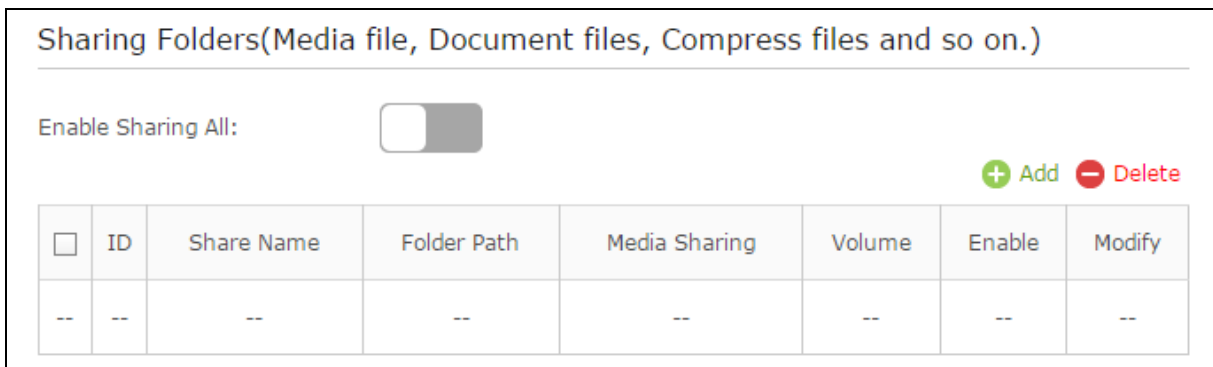 Sharing Folders(Media file, Document files, Compress files and so on.)
Enable Sharing All:
Add Delete
ID Share Name Folder Path Media Sharing Volume Enable Modify
-- -- -- -- -- -- -- --